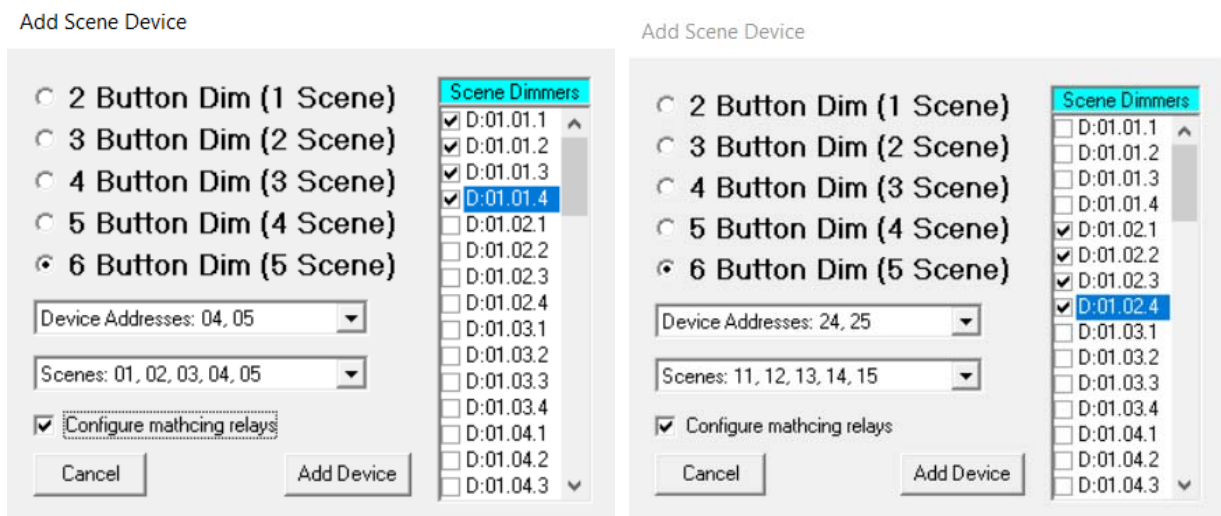 Add Scene Device
2 Button Dim (1 Scene)
3 Button Dim (2 Scene)
4 Button Dim (3 Scene)
5 Button Dim (4 Scene)
6 Button Dim (5 Scene)
Device Addresses: 04, 05
Scenes: 01, 02, 03, 04, 05
Configure mathcing relays
Cancel
Add Device
Scene Dimmers
D:01.01.1
D:01.01.2
D:01.01.3
D:01.01.4
D:01.02.1
D:01.02.2
D:01.02.3
D:01.02.4
D:01.03.1
D:01.03.2
D:01.03.3
D:01.03.4
D:01.04.1
D:01.04.2
D:01.04.3
Add Scene Device
2 Button Dim (1 Scene)
3 Button Dim (2 Scene)
4 Button Dim (3 Scene)
5 Button Dim (4 Scene)
6 Button Dim (5 Scene)
Device Addresses: 24, 25
Scenes: 11, 12, 13, 14, 15
Configure mathcing relays
Cancel
Add Device
Scene Dimmers
D:01.01.1
D:01.01.2
D:01.01.3
D:01.01.4
D:01.02.1
D:01.02.2
D:01.02.3
D:01.02.4
D:01.03.1
D:01.03.2
D:01.03.3
D:01.03.4
D:01.04.1
D:01.04.2
D:01.04.3